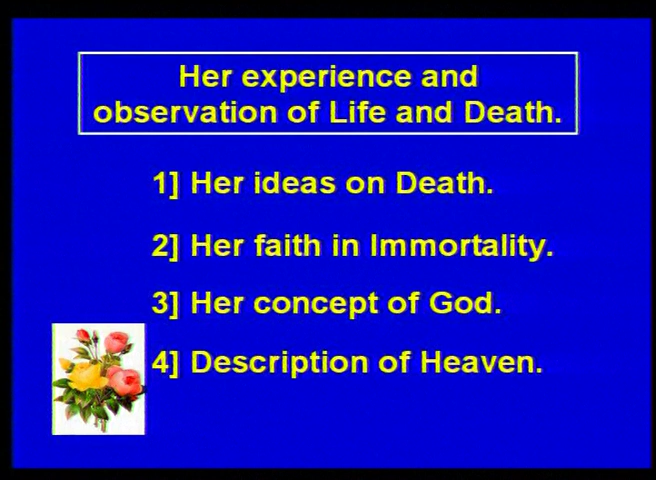 Her experience and
observation of Life and Death.
1] Her ideas on Death.
2] Her faith in Immortality.
3] Her concept of God.
4] Description of Heaven.